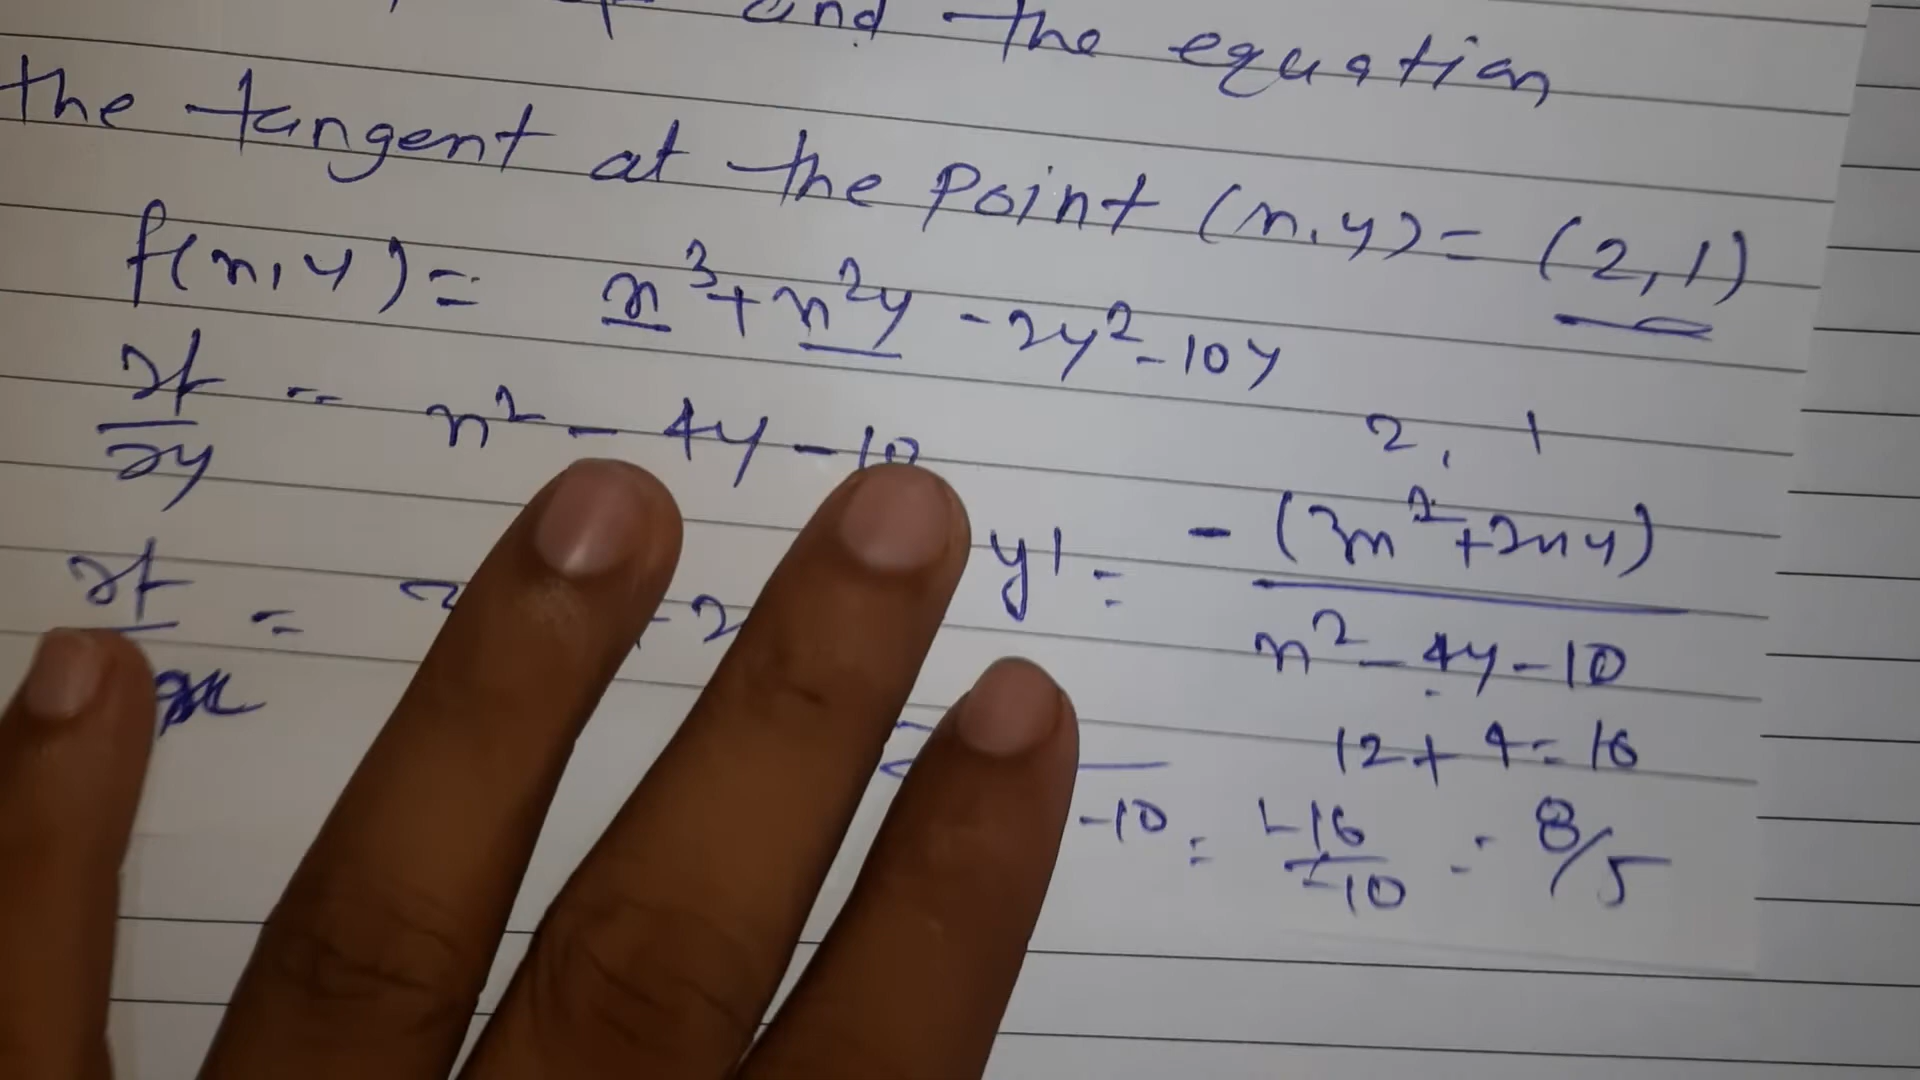 and the equation
the tangent at the point (x,y) = (2,1)
f(x,y) = x³+x²y -2y²-10y
∂f/∂y = x² - 4y - 10
2, 1
y' = -(3x²+2xy)/(x²-4y-10)
∂f/ x =
12+4=16
-10 = -16/-10 = 8/5